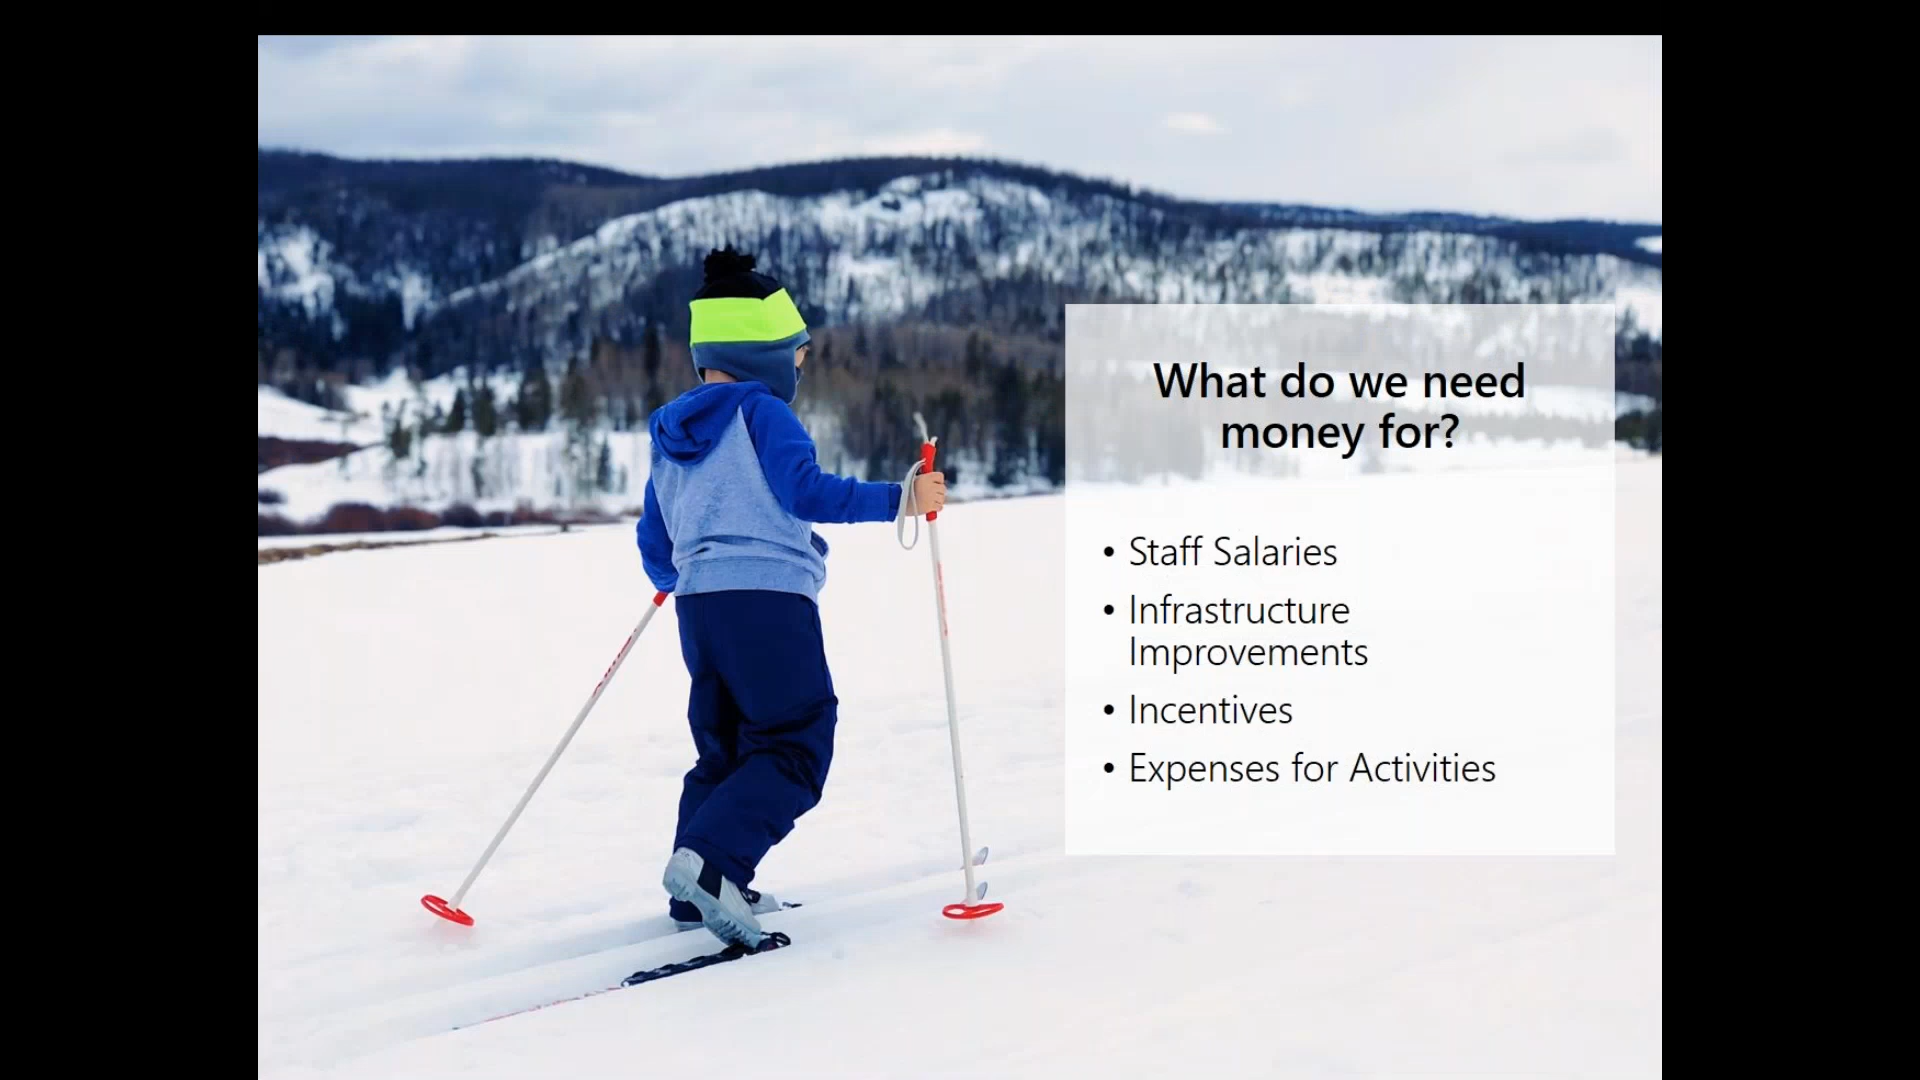 What do we need
money for?
• Staff Salaries
• Infrastructure
Improvements
• Incentives
• Expenses for Activities